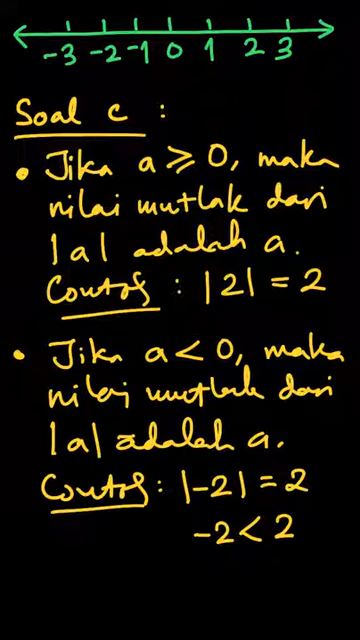 -3 -2 -1 0 1 2 3
Soal c :
• Jika a ≥ 0, maka
nilai mutlak dari
|a| adalah a.
Contoh : |2| = 2
• Jika a < 0, maka
nilai mutlak dari
|a| adalah a.
Contoh : |-2| = 2
-2 < 2